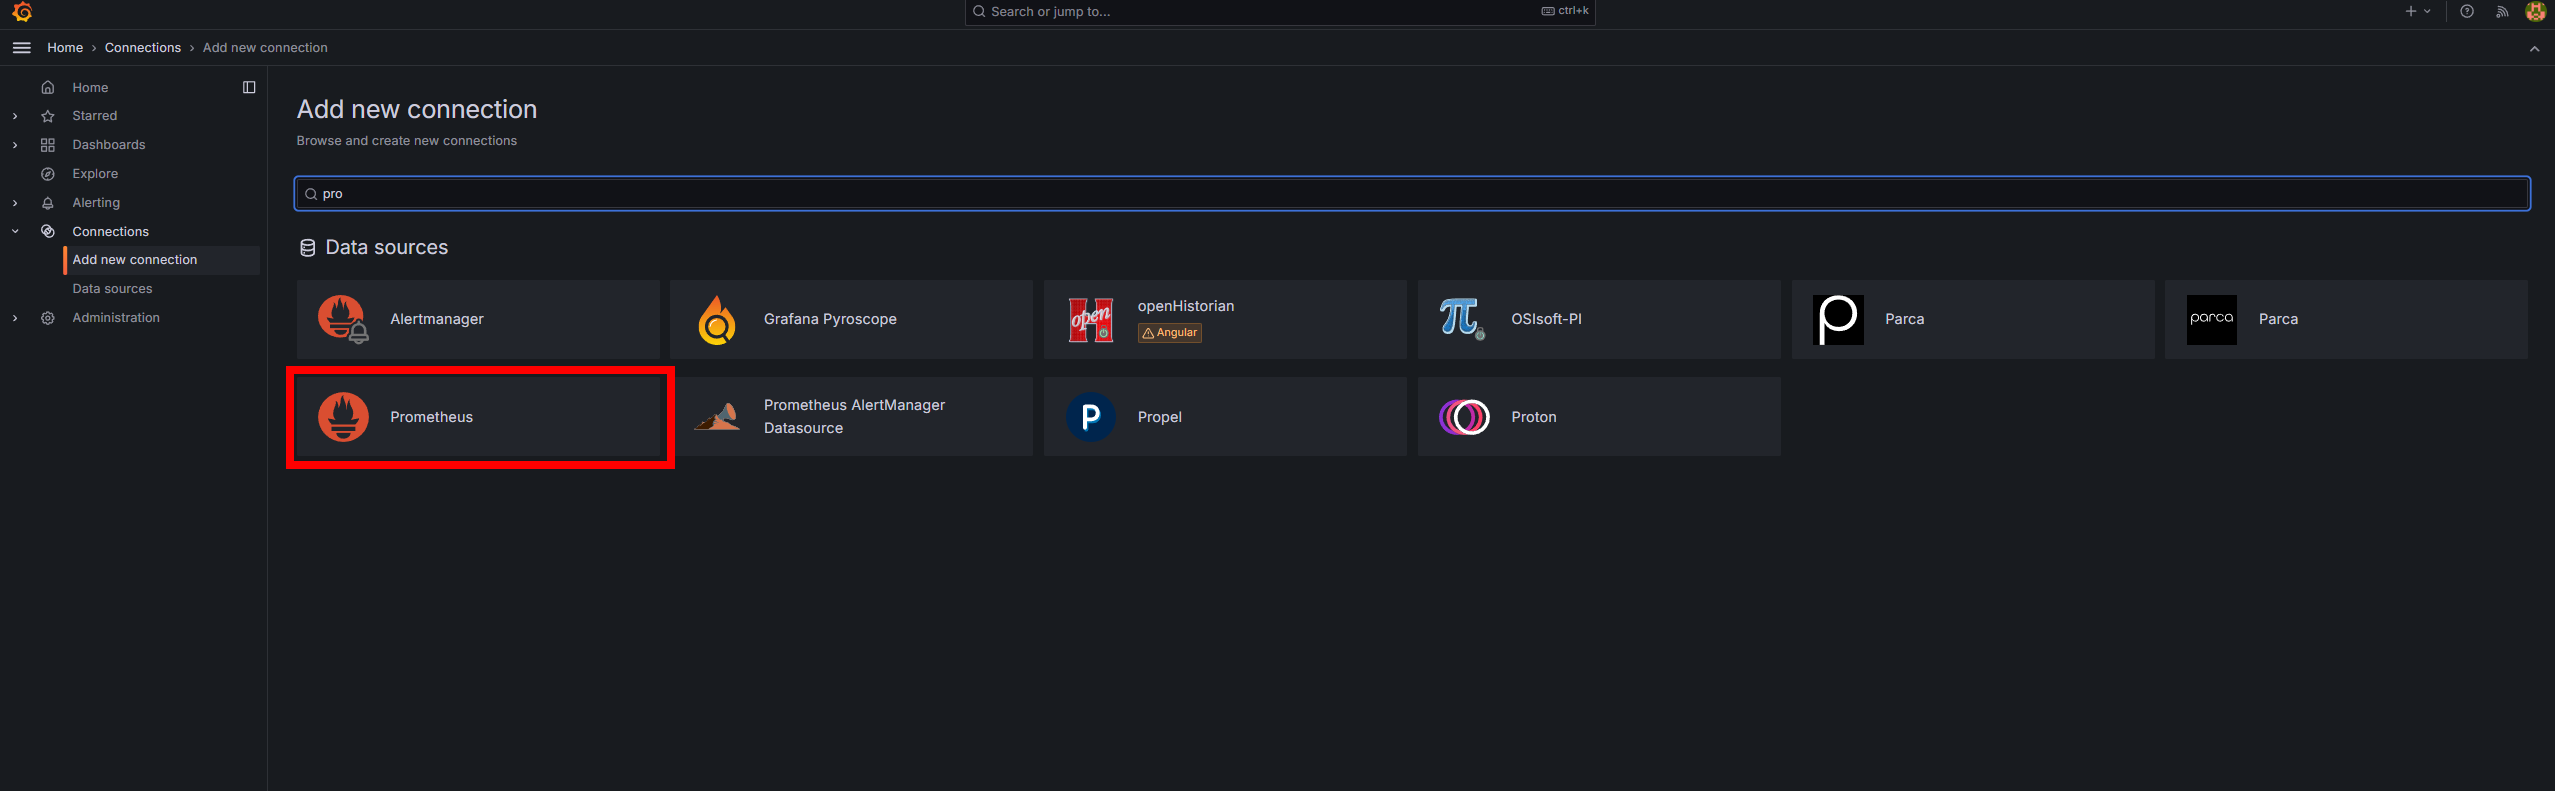 Search or jump to...
ctrl+k
Home › Connections › Add new connection
Home
Starred
Dashboards
Explore
Alerting
Connections
Add new connection
Data sources
Administration
Add new connection
Browse and create new connections
pro
Data sources
Alertmanager
Grafana Pyroscope
open
openHistorian
Angular
OSIsoft-PI
Parca
parca
Parca
Prometheus
Prometheus AlertManager
Datasource
P
Propel
Proton